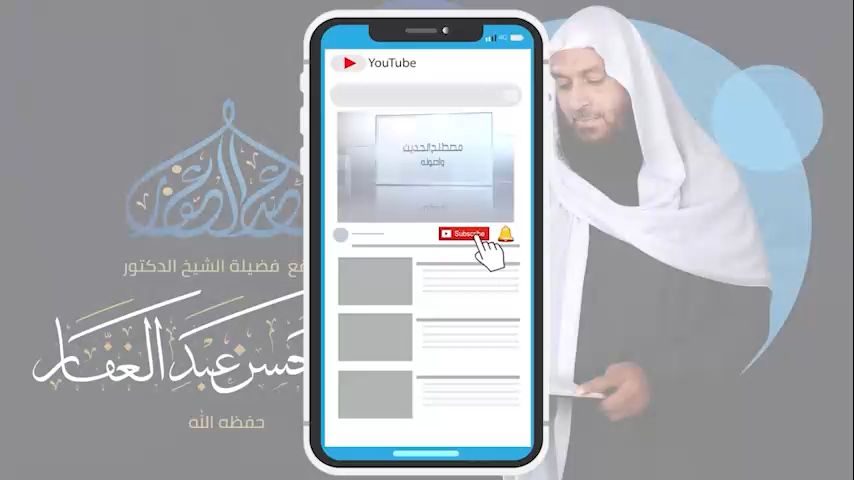 YouTube
مصطلح الحديث
وأصوله
Subscribe
فضيلة الشيخ الدكتور
حسن عبد الغفار
حفظه الله